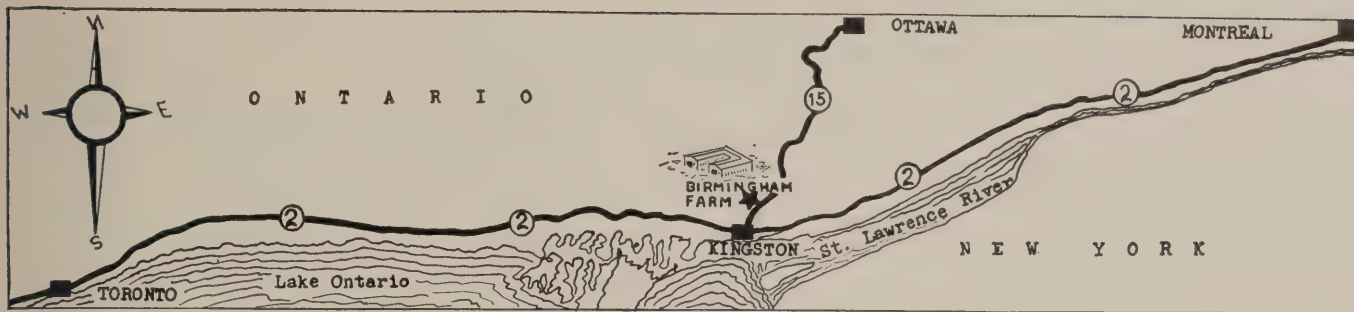 N
OTTAWA
MONTREAL
W E
O N T A R I O
15
2
BIRMINGHAM
FARM
2
2 2
S
KINGSTON
St. Lawrence River
N E W Y O R K
Lake Ontario
TORONTO